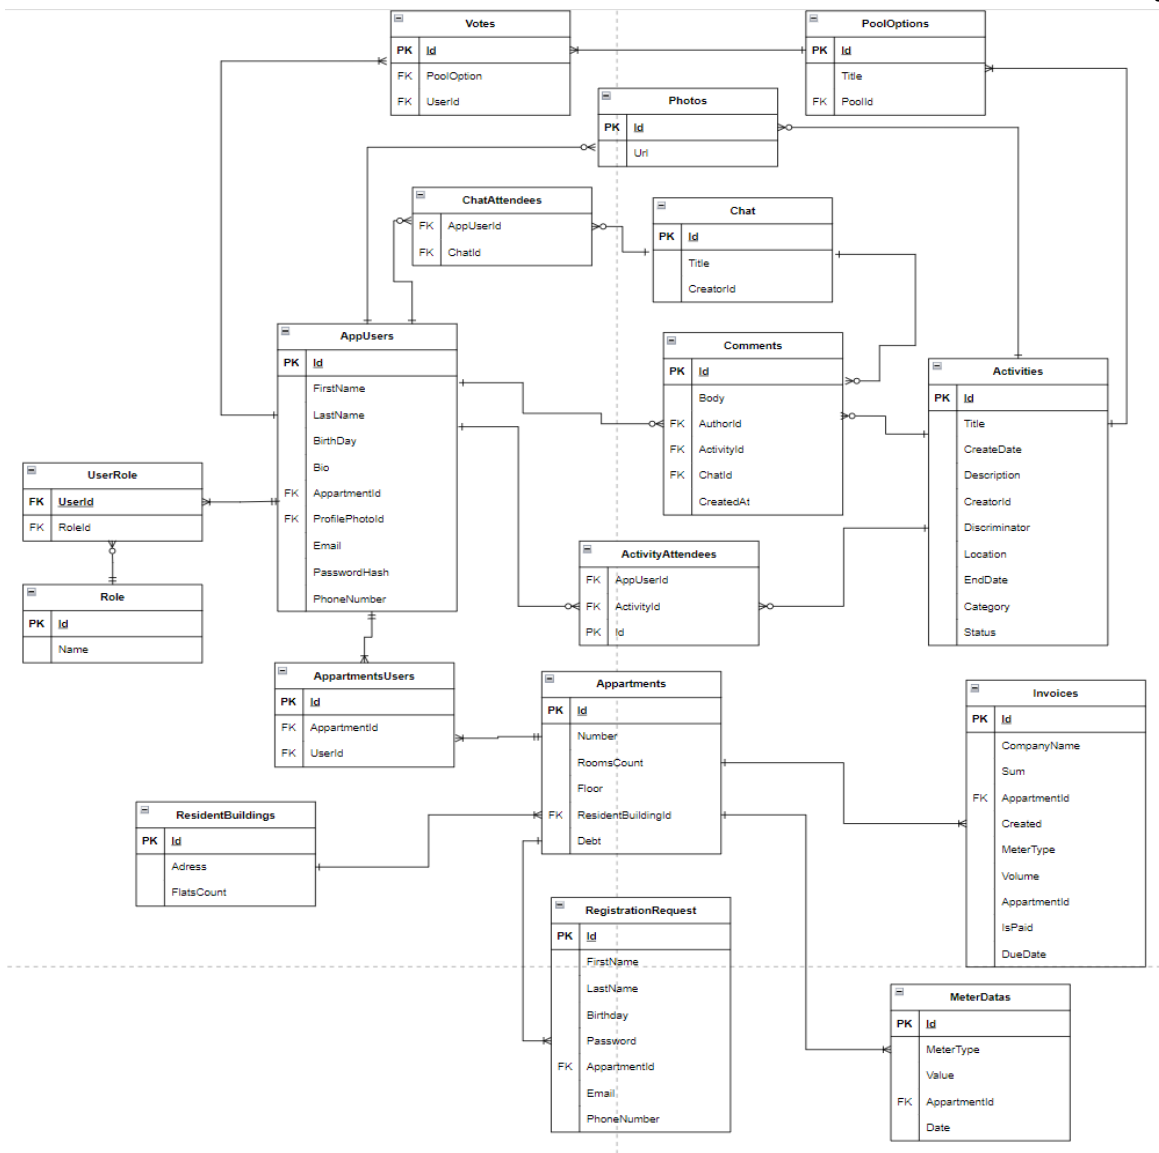 Votes
PK Id
FK PoolOption
FK UserId
PoolOptions
PK Id
Title
FK PoolId
Photos
PK Id
Url
ChatAttendees
FK AppUserId
FK ChatId
Chat
PK Id
Title
CreatorId
AppUsers
PK Id
FirstName
LastName
BirthDay
Bio
FK AppartmentId
FK ProfilePhotoId
Email
PasswordHash
PhoneNumber
Comments
PK Id
Body
FK AuthorId
FK ActivityId
FK ChatId
CreatedAt
Activities
PK Id
Title
CreateDate
Description
CreatorId
Discriminator
Location
EndDate
Category
Status
UserRole
FK UserId
FK RoleId
Role
PK Id
Name
ActivityAttendees
FK AppUserId
FK ActivityId
PK Id
AppartmentsUsers
PK Id
FK AppartmentId
FK UserId
Appartments
PK Id
Number
RoomsCount
Floor
FK ResidentBuildingId
Debt
Invoices
PK Id
CompanyName
Sum
FK AppartmentId
Created
MeterType
Volume
AppartmentId
IsPaid
DueDate
ResidentBuildings
PK Id
Adress
FlatsCount
RegistrationRequest
PK Id
FirstName
LastName
Birthday
Password
FK AppartmentId
Email
PhoneNumber
MeterDatas
PK Id
MeterType
Value
FK AppartmentId
Date